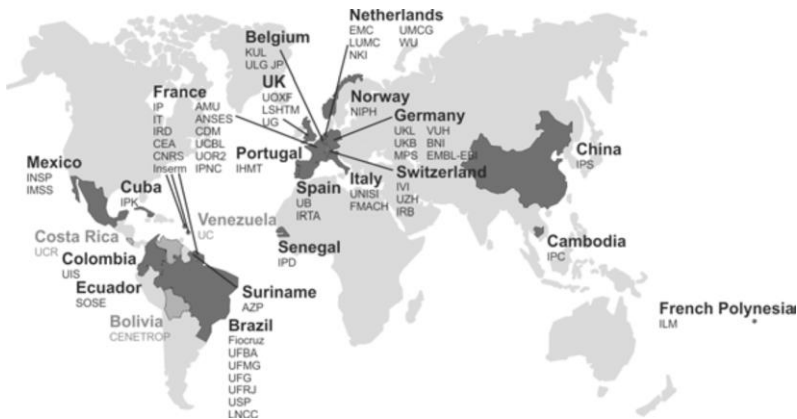 Netherlands
EMC UMCG
LUMC WU
NKI
Belgium
KUL
ULG JP
UK
UOXF
LSHTM
UG
France
IP AMU
IT ANSES
IRD CDM
CEA UCBL
CNRS UOR2
Inserm IPNC
Norway
NIPH
Germany
UKL VUH
UKB BNI
MPS EMBL-EBI
Portugal
IHMT
Switzerland
IVI
UZH
IRB
Spain
UB
IRTA
Italy
UNISI
FMACH
China
IPS
Mexico
INSP
IMSS
Cuba
IPK
Venezuela
UC
Costa Rica
UCR
Colombia
UIS
Ecuador
SOSE
Senegal
IPD
Cambodia
IPC
Suriname
AZP
Bolivia
CENETROP
Brazil
Fiocruz
UFBA
UFMG
UFG
UFRJ
USP
LNCC
French Polynesia
ILM